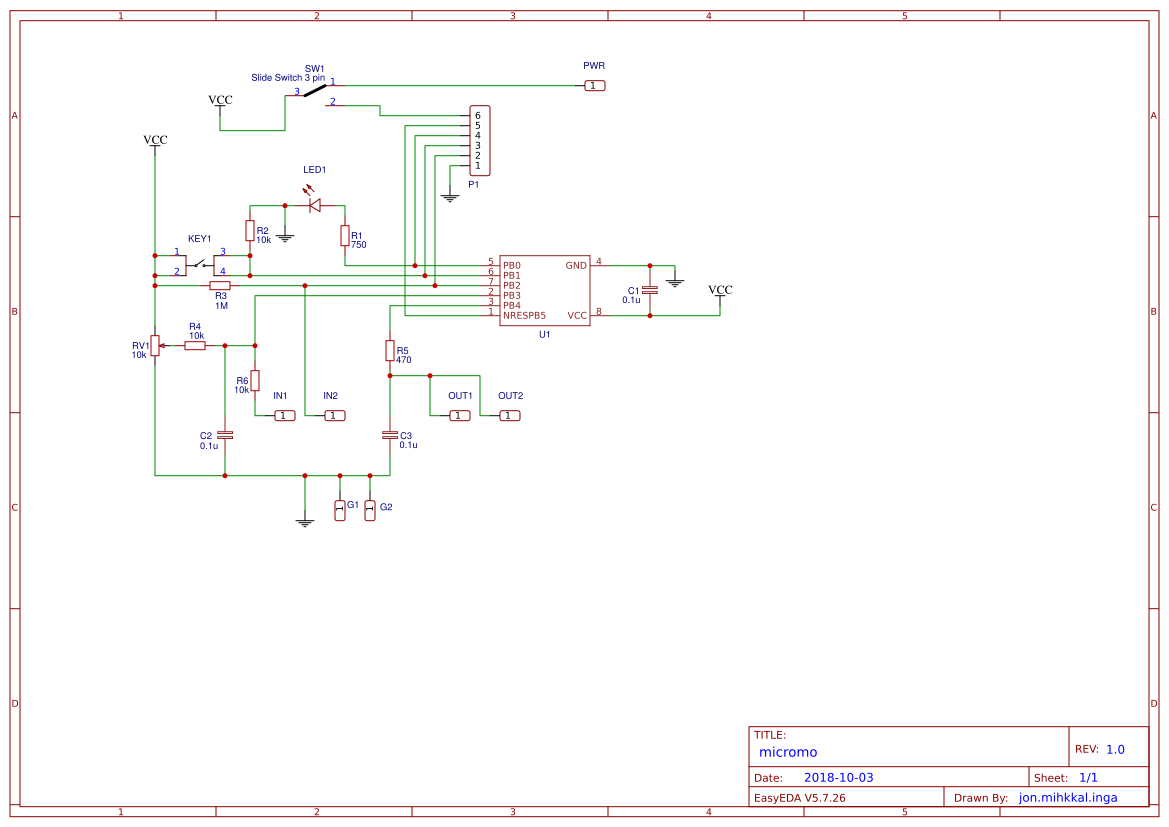 1 2 3 4 5
A A
B B
C C
D D
SW1
Slide Switch 3 pin
1
3
2
PWR
1
VCC
VCC
6
5
4
3
2
1
P1
LED1
R2
10k
R1
750
KEY1
1 3
2 4
R3
1M
5 PB0 GND 4
6 PB1
7 PB2
2 PB3
3 PB4
1 NRESPB5 VCC 8
U1
C1
0.1u
VCC
RV1
10k
R4
10k
R5
470
R6
10k
IN1
1
IN2
1
OUT1
1
OUT2
1
C2
0.1u
C3
0.1u
1 G1
1 G2
TITLE:
micromo
REV: 1.0
Date: 2018-10-03
Sheet: 1/1
EasyEDA V5.7.26
Drawn By: jon.mihkkal.inga
1 2 3 4 5